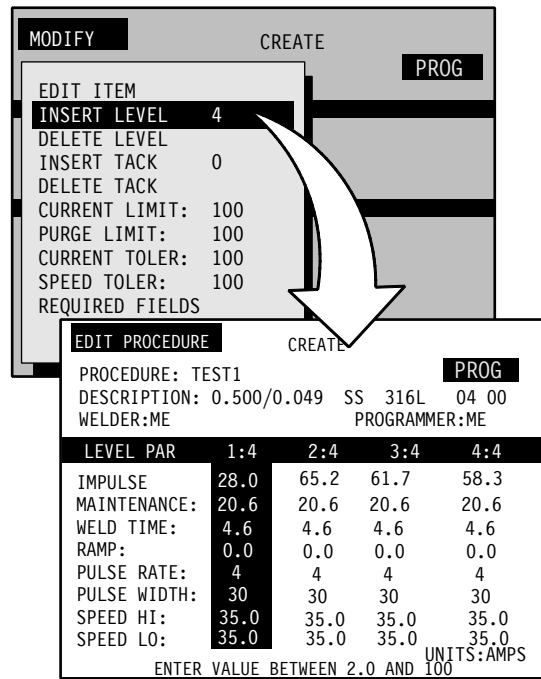 MODIFY CREATE
PROG
EDIT ITEM
INSERT LEVEL 4
DELETE LEVEL
INSERT TACK 0
DELETE TACK
CURRENT LIMIT: 100
PURGE LIMIT: 100
CURRENT TOLER: 100
SPEED TOLER: 100
REQUIRED FIELDS
EDIT PROCEDURE CREATE
PROG
PROCEDURE: TEST1
DESCRIPTION: 0.500/0.049 SS 316L 04 00
WELDER:ME PROGRAMMER:ME
LEVEL PAR 1:4 2:4 3:4 4:4
IMPULSE 28.0 65.2 61.7 58.3
MAINTENANCE: 20.6 20.6 20.6 20.6
WELD TIME: 4.6 4.6 4.6 4.6
RAMP: 0.0 0.0 0.0 0.0
PULSE RATE: 4 4 4 4
PULSE WIDTH: 30 30 30 30
SPEED HI: 35.0 35.0 35.0 35.0
SPEED LO: 35.0 35.0 35.0 35.0
UNITS:AMPS
ENTER VALUE BETWEEN 2.0 AND 100